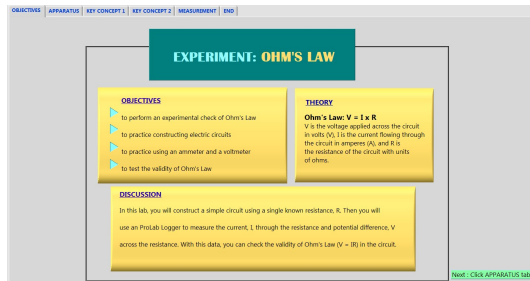 OBJECTIVES APPARATUS KEY CONCEPT 1 KEY CONCEPT 2 MEASUREMENT END
EXPERIMENT: OHM'S LAW
OBJECTIVES
to perform an experimental check of Ohm's Law
to practice constructing electric circuits
to practice using an ammeter and a voltmeter
to test the validity of Ohm's Law
THEORY
Ohm's Law: V = I x R
V is the voltage applied across the circuit
in volts (V), I is the current flowing through
the circuit in amperes (A), and R is
the resistance of the circuit with units
of ohms.
DISCUSSION
In this lab, you will construct a simple circuit using a single known resistance, R. Then you will
use an ProLab Logger to measure the current, I, through the resistance and potential difference, V
across the resistance. With this data, you can check the validity of Ohm's Law (V = IR) in the circuit.
Next : Click APPARATUS tab